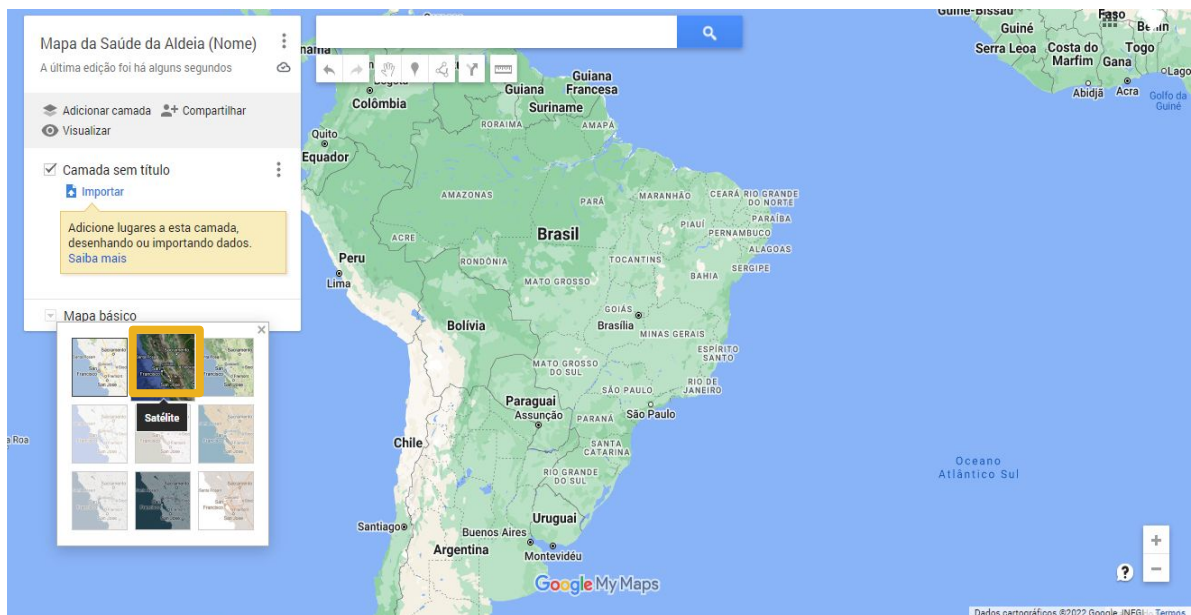 Mapa da Saúde da Aldeia (Nome)
A última edição foi há alguns segundos
Adicionar camada
Compartilhar
Visualizar
Camada sem título
Importar
Adicione lugares a esta camada,
desenhando ou importando dados.
Saiba mais
Mapa básico
Satélite
Guiné
Serra Leoa
Costa do
Marfim
Faso
Gana
Togo
Abidjã
Acra
Golfo da
Guiné
Colômbia
Guiana
Guiana
Francesa
Suriname
RORAIMA
AMAPÁ
Quito
Equador
AMAZONAS
PARÁ
MARANHÃO
CEARÁ
RIO GRANDE
DO NORTE
PARAÍBA
PIAUÍ
PERNAMBUCO
ALAGOAS
SERGIPE
Brasil
ACRE
RONDÔNIA
TOCANTINS
BAHIA
Peru
Lima
MATO GROSSO
GOIÁS
Brasília
MINAS GERAIS
Bolívia
ESPÍRITO
SANTO
MATO GROSSO
DO SUL
SÃO PAULO
RIO DE
JANEIRO
Paraguai
Assunção
PARANÁ
São Paulo
Chile
SANTA
CATARINA
RIO GRANDE
DO SUL
Oceano
Atlântico Sul
Uruguai
Santiago
Buenos Aires
Argentina
Montevidéu
Google My Maps
Dados cartográficos ©2022 Google, INEGI
Termos